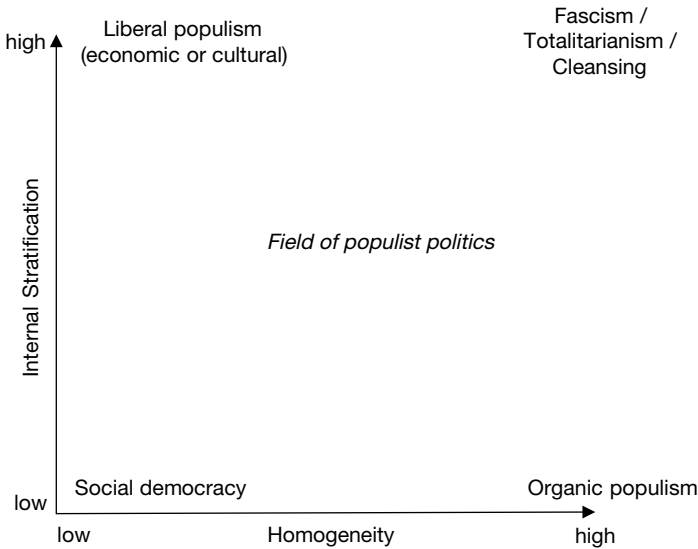 Liberal populism
(economic or cultural)
Fascism /
Totalitarianism /
Cleansing
high
Internal Stratification
Field of populist politics
Social democracy
Organic populism
low
low
Homogeneity
high